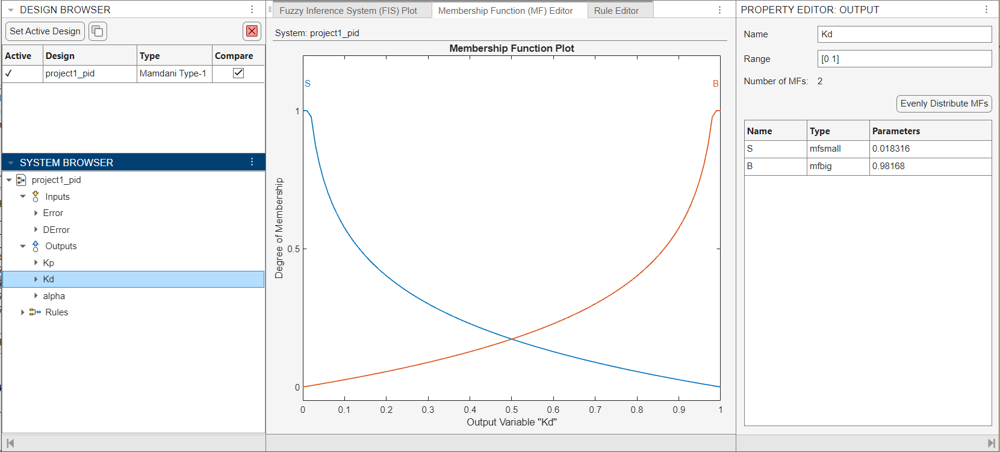 DESIGN BROWSER
Set Active Design
Active Design Type Compare
project1_pid Mamdani Type-1
SYSTEM BROWSER
project1_pid
Inputs
Error
DError
Outputs
Kp
Kd
alpha
Rules
Fuzzy Inference System (FIS) Plot Membership Function (MF) Editor Rule Editor
System: project1_pid
Membership Function Plot
S B
1
0.5
0
Degree of Membership
0 0.1 0.2 0.3 0.4 0.5 0.6 0.7 0.8 0.9 1
Output Variable "Kd"
PROPERTY EDITOR: OUTPUT
Name Kd
Range [0 1]
Number of MFs: 2
Evenly Distribute MFs
Name Type Parameters
S mfsmall 0.018316
B mfbig 0.98168